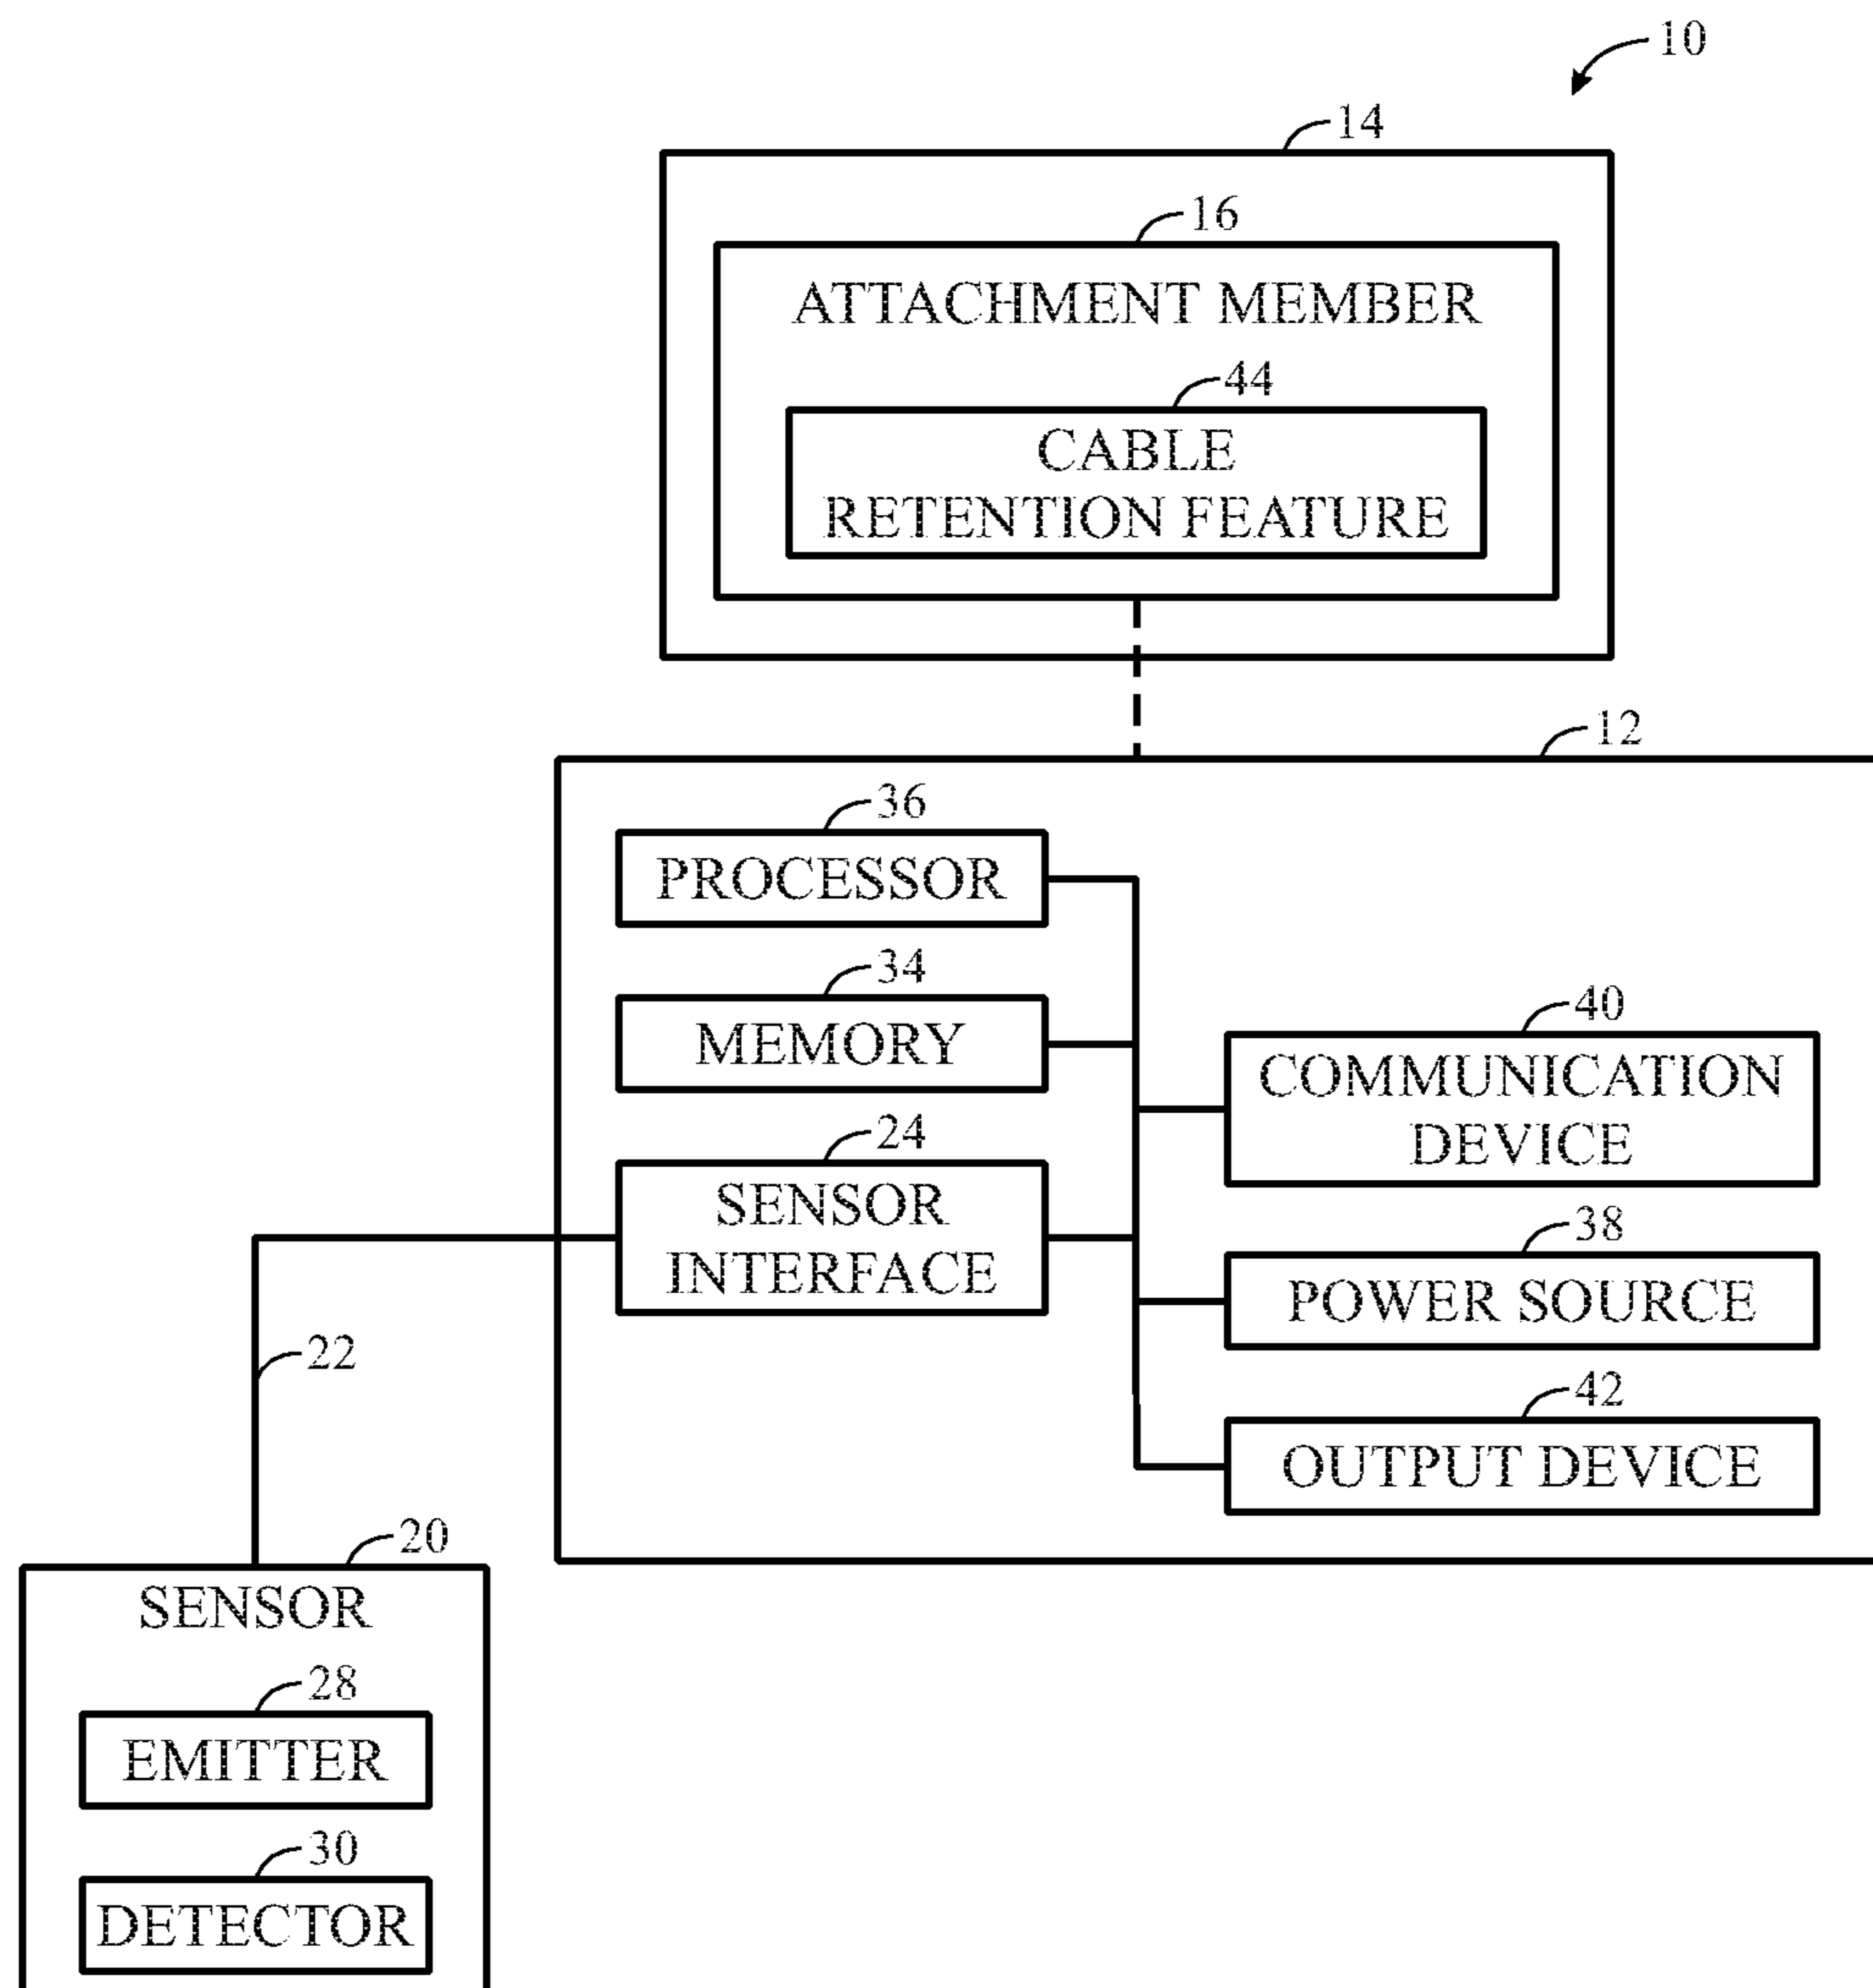 10
14
16
ATTACHMENT MEMBER
44
CABLE
RETENTION FEATURE
12
36
PROCESSOR
34
MEMORY
40
COMMUNICATION
DEVICE
24
SENSOR
INTERFACE
38
POWER SOURCE
22
42
OUTPUT DEVICE
20
SENSOR
28
EMITTER
30
DETECTOR